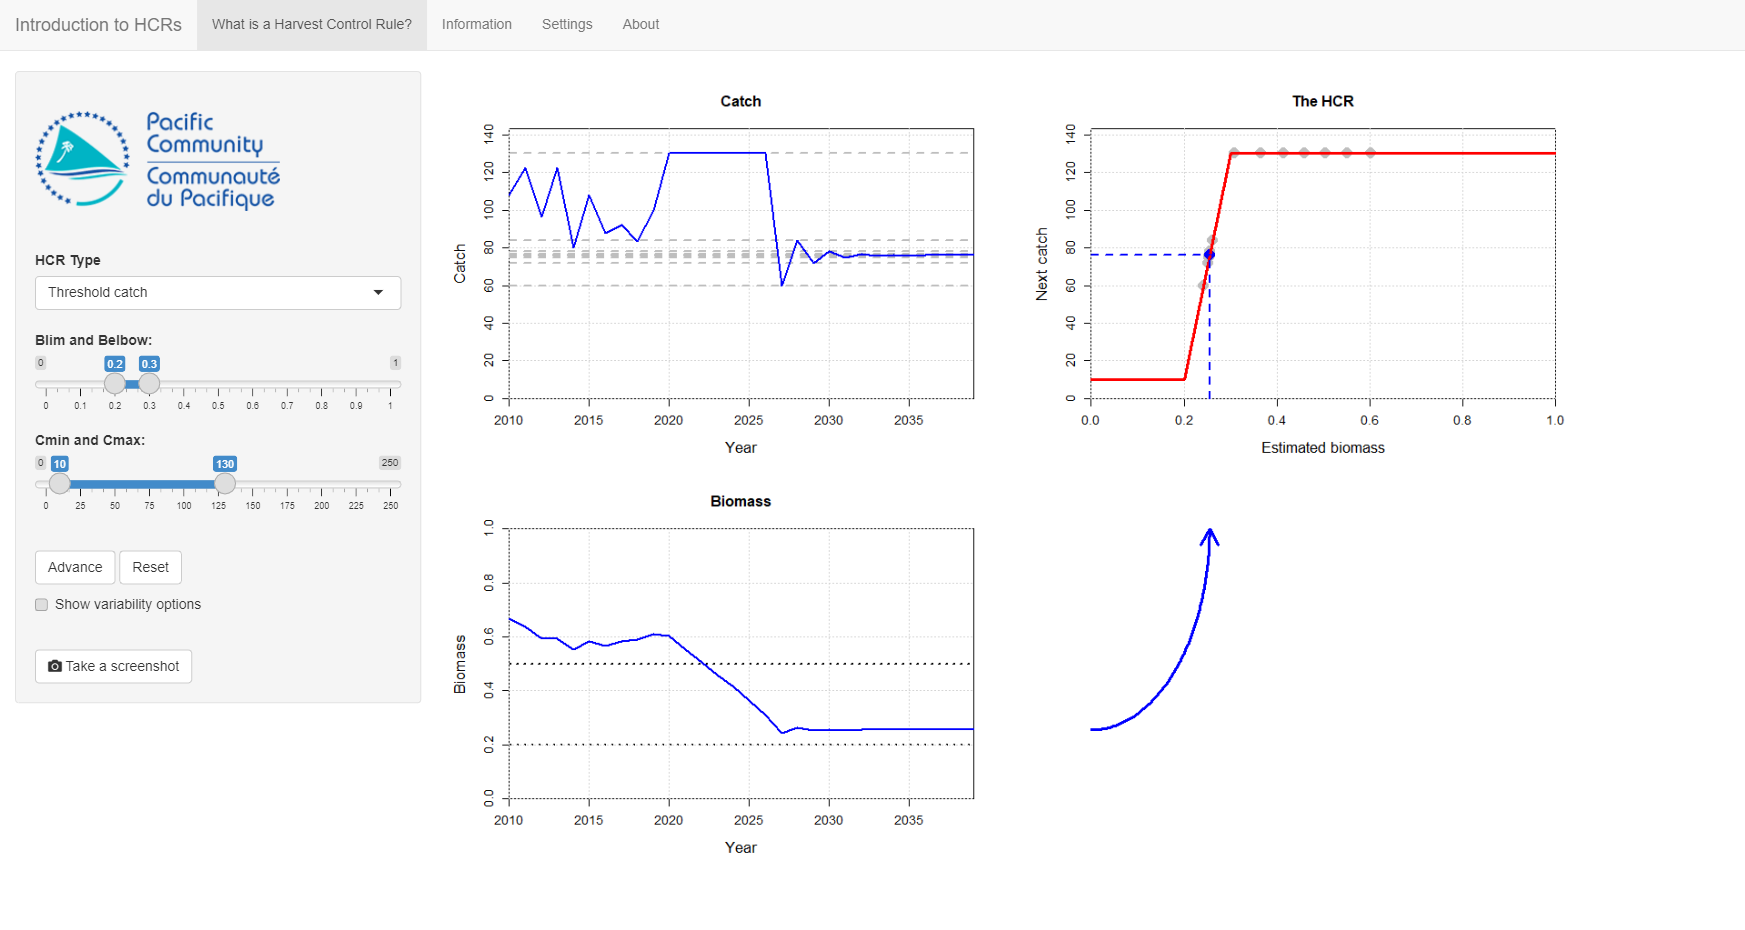 Introduction to HCRs What is a Harvest Control Rule? Information Settings About
Pacific
Community
Communauté
du Pacifique
HCR Type
Threshold catch
Blim and Belbow:
0 0.2 0.3 1
0 0.1 0.2 0.3 0.4 0.5 0.6 0.7 0.8 0.9 1
Cmin and Cmax:
0 10 130 250
0 25 50 75 100 125 150 175 200 225 250
Advance Reset
Show variability options
Take a screenshot
Catch
Catch
140
120
100
80
60
40
20
0
2010 2015 2020 2025 2030 2035
Year
The HCR
Next catch
140
120
100
80
60
40
20
0
0.0 0.2 0.4 0.6 0.8 1.0
Estimated biomass
Biomass
Biomass
1.0
0.8
0.6
0.4
0.2
0.0
2010 2015 2020 2025 2030 2035
Year